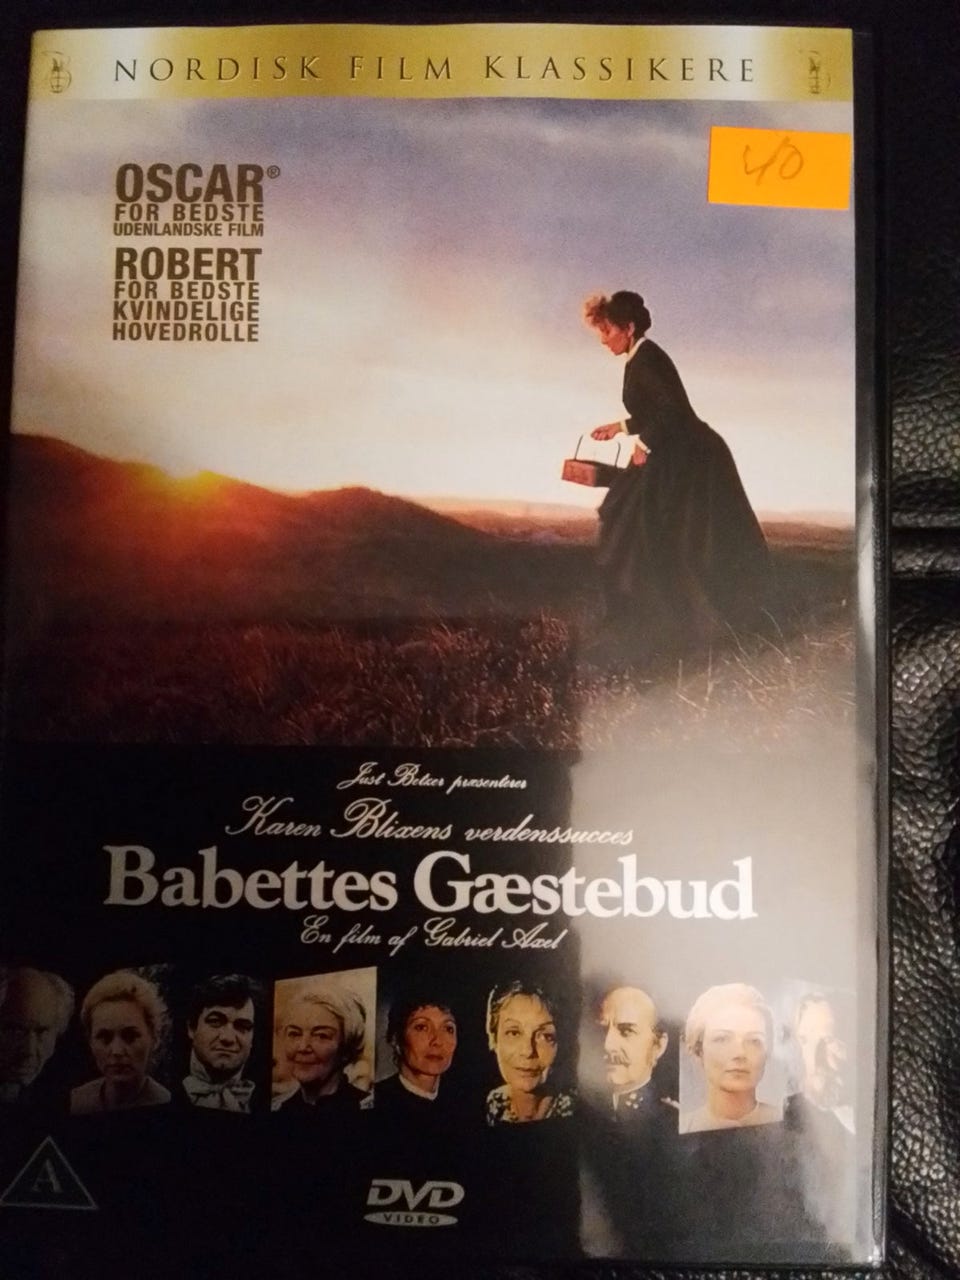 NORDISK FILM KLASSIKERE
40
OSCAR®
FOR BEDSTE
UDENLANDSKE FILM
ROBERT
FOR BEDSTE
KVINDELIGE
HOVEDROLLE
Just Betzer præsenterer
Karen Blixens verdenssucces
Babettes Gæstebud
En film af Gabriel Axel
A
DVD
VIDEO